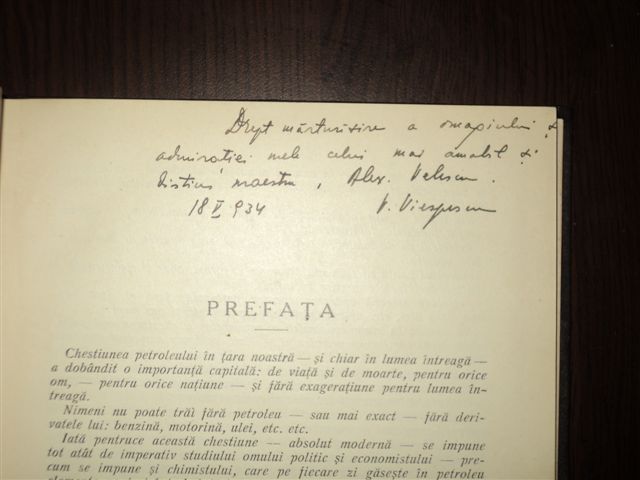 Drept mărturisire a omagiului și
admirației mele celui mai amabil și
distins maestru, Alex. Velescu.
18 V 934 V. Viespescu
PREFAȚA
Chestiunea petroleului în țara noastră — și chiar în lumea întreagă —
a dobândit o importanță capitală: de viață și de moarte, pentru orice
om, — pentru orice națiune — și fără exagerațiune pentru lumea în-
treagă.
Nimeni nu poate trăi fără petroleu — sau mai exact — fără deri-
vatele lui: benzină, motorină, ulei, etc. etc.
Iată pentruce această chestiune — absolut modernă — se impune
tot atât de imperativ studiului omului politic și economistului — pre-
cum se impune și chimistului, care pe fiecare zi găsește în petroleu